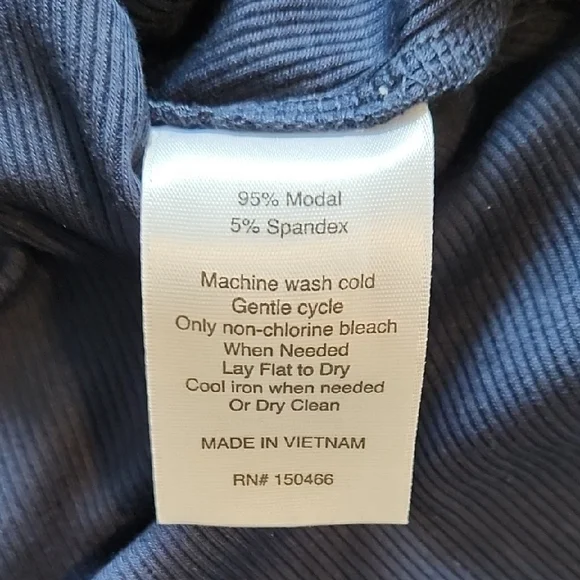 95% Modal
5% Spandex
Machine wash cold
Gentle cycle
Only non-chlorine bleach
When Needed
Lay Flat to Dry
Cool iron when needed
Or Dry Clean
MADE IN VIETNAM
RN# 150466